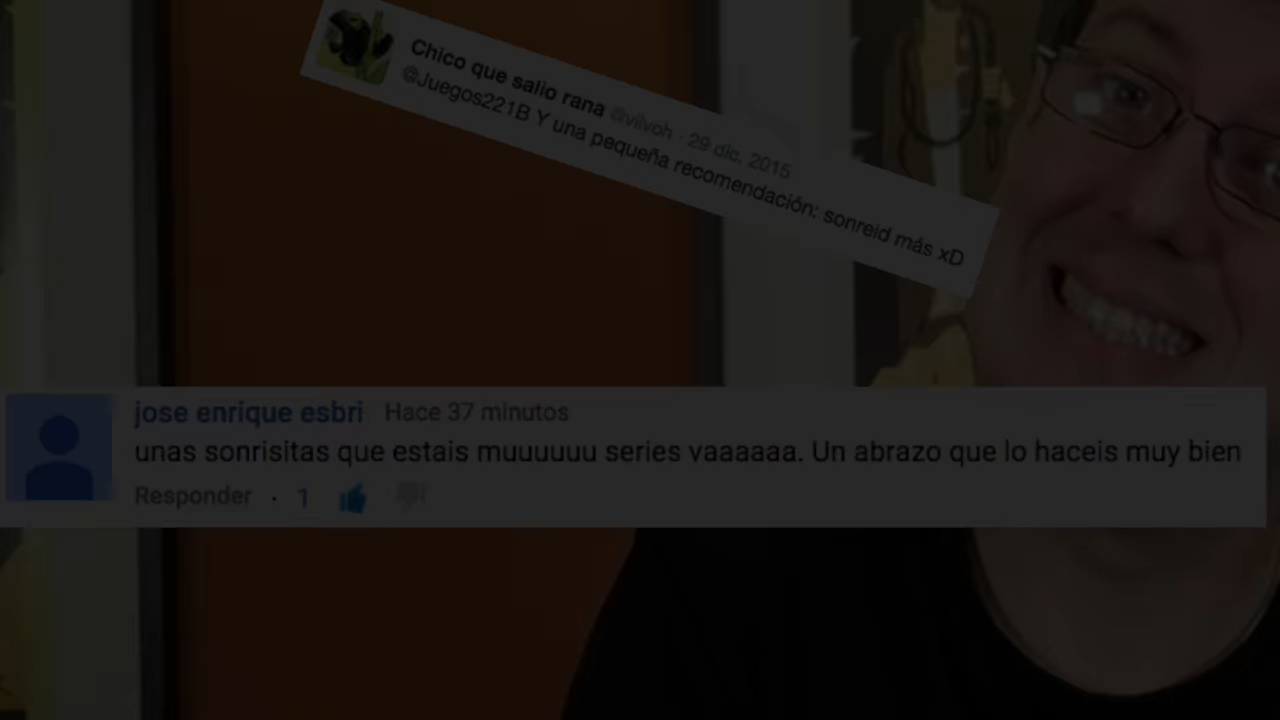 Chico que salio rana @vilvoh · 29 dic. 2015
@Juegos221B Y una pequeña recomendación: sonreid más xD
jose enrique esbri Hace 37 minutos
unas sonrisitas que estais muuuuuu series vaaaaaa. Un abrazo que lo haceis muy bien
Responder · 1